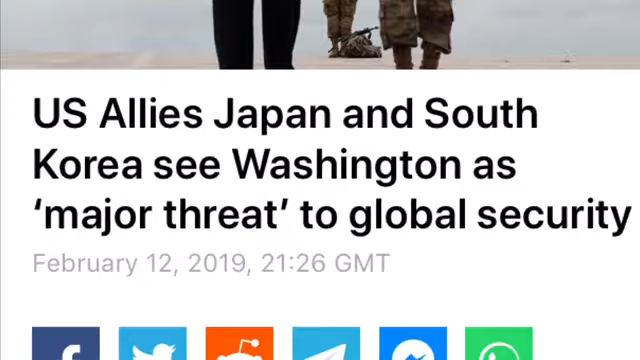 US Allies Japan and South
Korea see Washington as
‘major threat’ to global security
February 12, 2019, 21:26 GMT